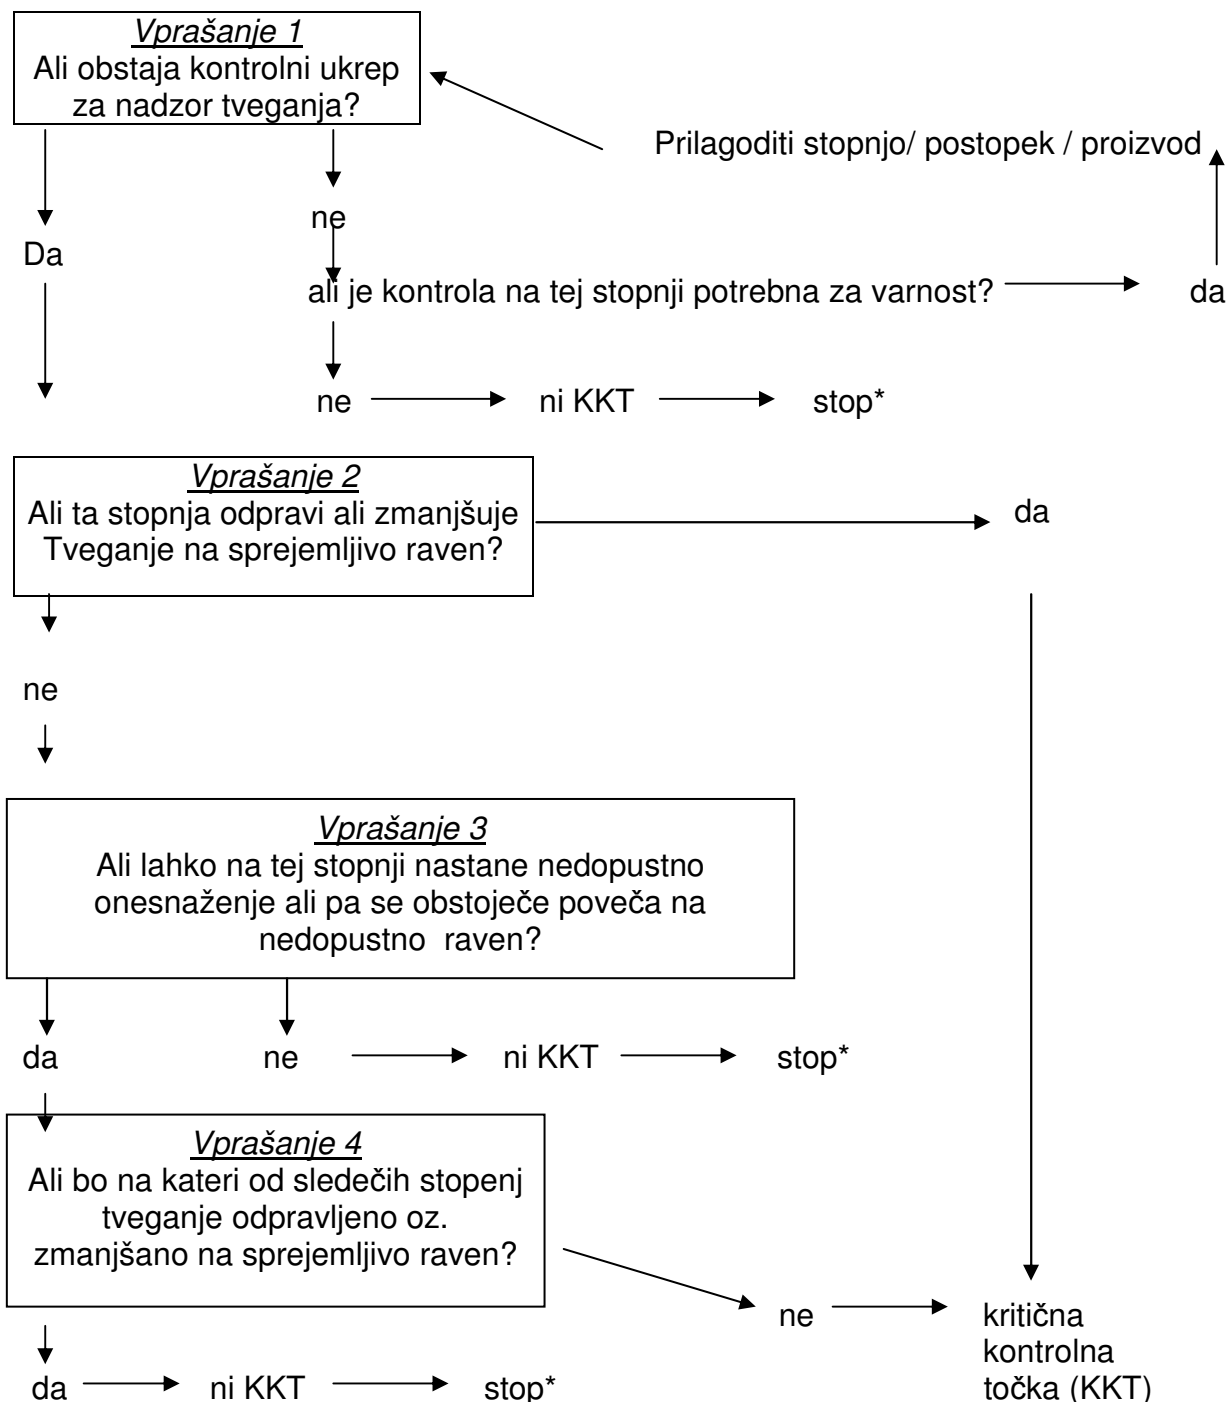 Vprašanje 1
Ali obstaja kontrolni ukrep
za nadzor tveganja?
Prilagoditi stopnjo/ postopek / proizvod
ne
Da
ali je kontrola na tej stopnji potrebna za varnost?
da
ne
ni KKT
stop*
Vprašanje 2
Ali ta stopnja odpravi ali zmanjšuje
Tveganje na sprejemljivo raven?
da
ne
Vprašanje 3
Ali lahko na tej stopnji nastane nedopustno
onesnaženje ali pa se obstoječe poveča na
nedopustno raven?
da
ne
ni KKT
stop*
Vprašanje 4
Ali bo na kateri od sledečih stopenj
tveganje odpravljeno oz.
zmanjšano na sprejemljivo raven?
ne
kritična
kontrolna
točka (KKT)
da
ni KKT
stop*